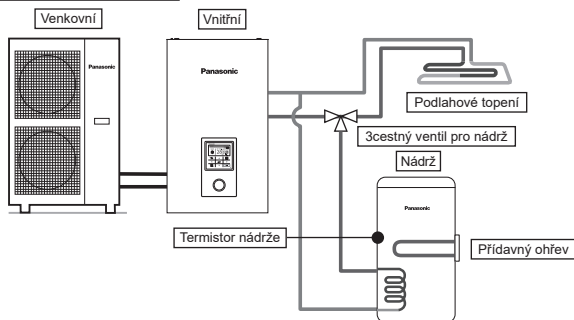 Venkovní
Vnitřní
Panasonic
Panasonic
Podlahové topení
3cestný ventil pro nádrž
Nádrž
Panasonic
Termistor nádrže
Přídavný ohřev